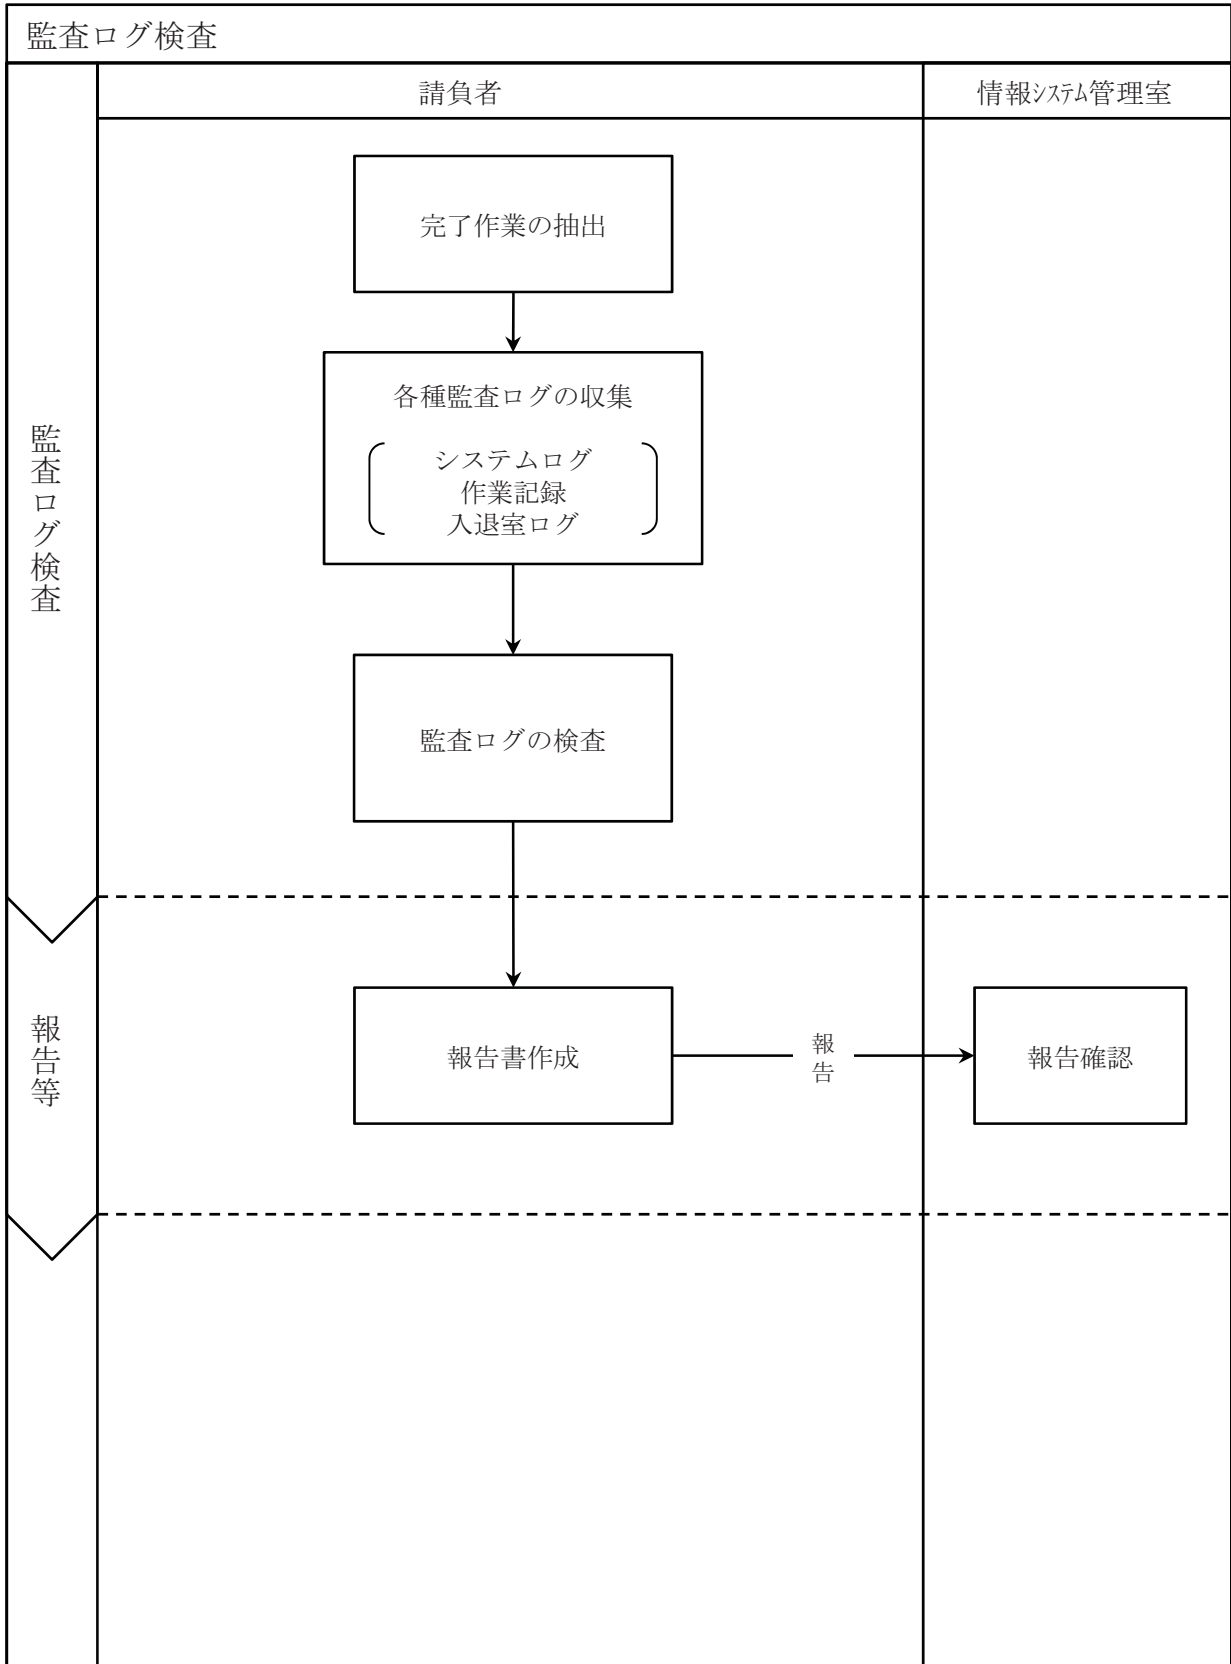 監査ログ検査
請負者
情報ｼｽﾃﾑ管理室
監査ログ検査
完了作業の抽出
各種監査ログの収集
システムログ
作業記録
入退室ログ
監査ログの検査
報告等
報告書作成
報告
報告確認